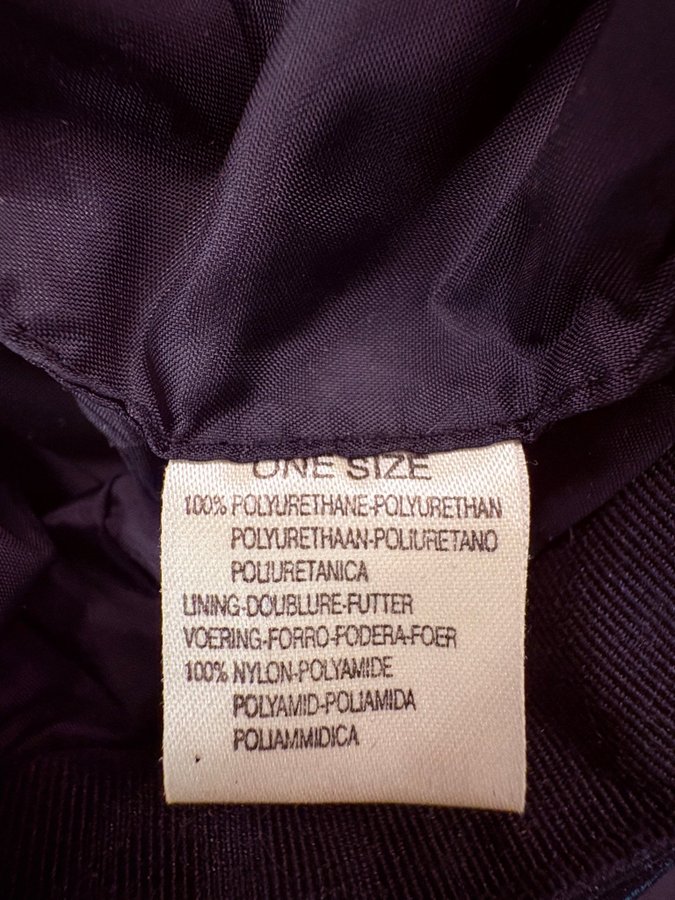 ONE SIZE
100% POLYURETHANE-POLYURETHAN
POLYURETHAAN-POLIURETANO
POLIURETANICA
LINING-DOUBLURE-FUTTER
VOERING-FORRO-FODERA-FOER
100% NYLON-POLYAMIDE
POLYAMID-POLIAMIDA
POLIAMMIDICA